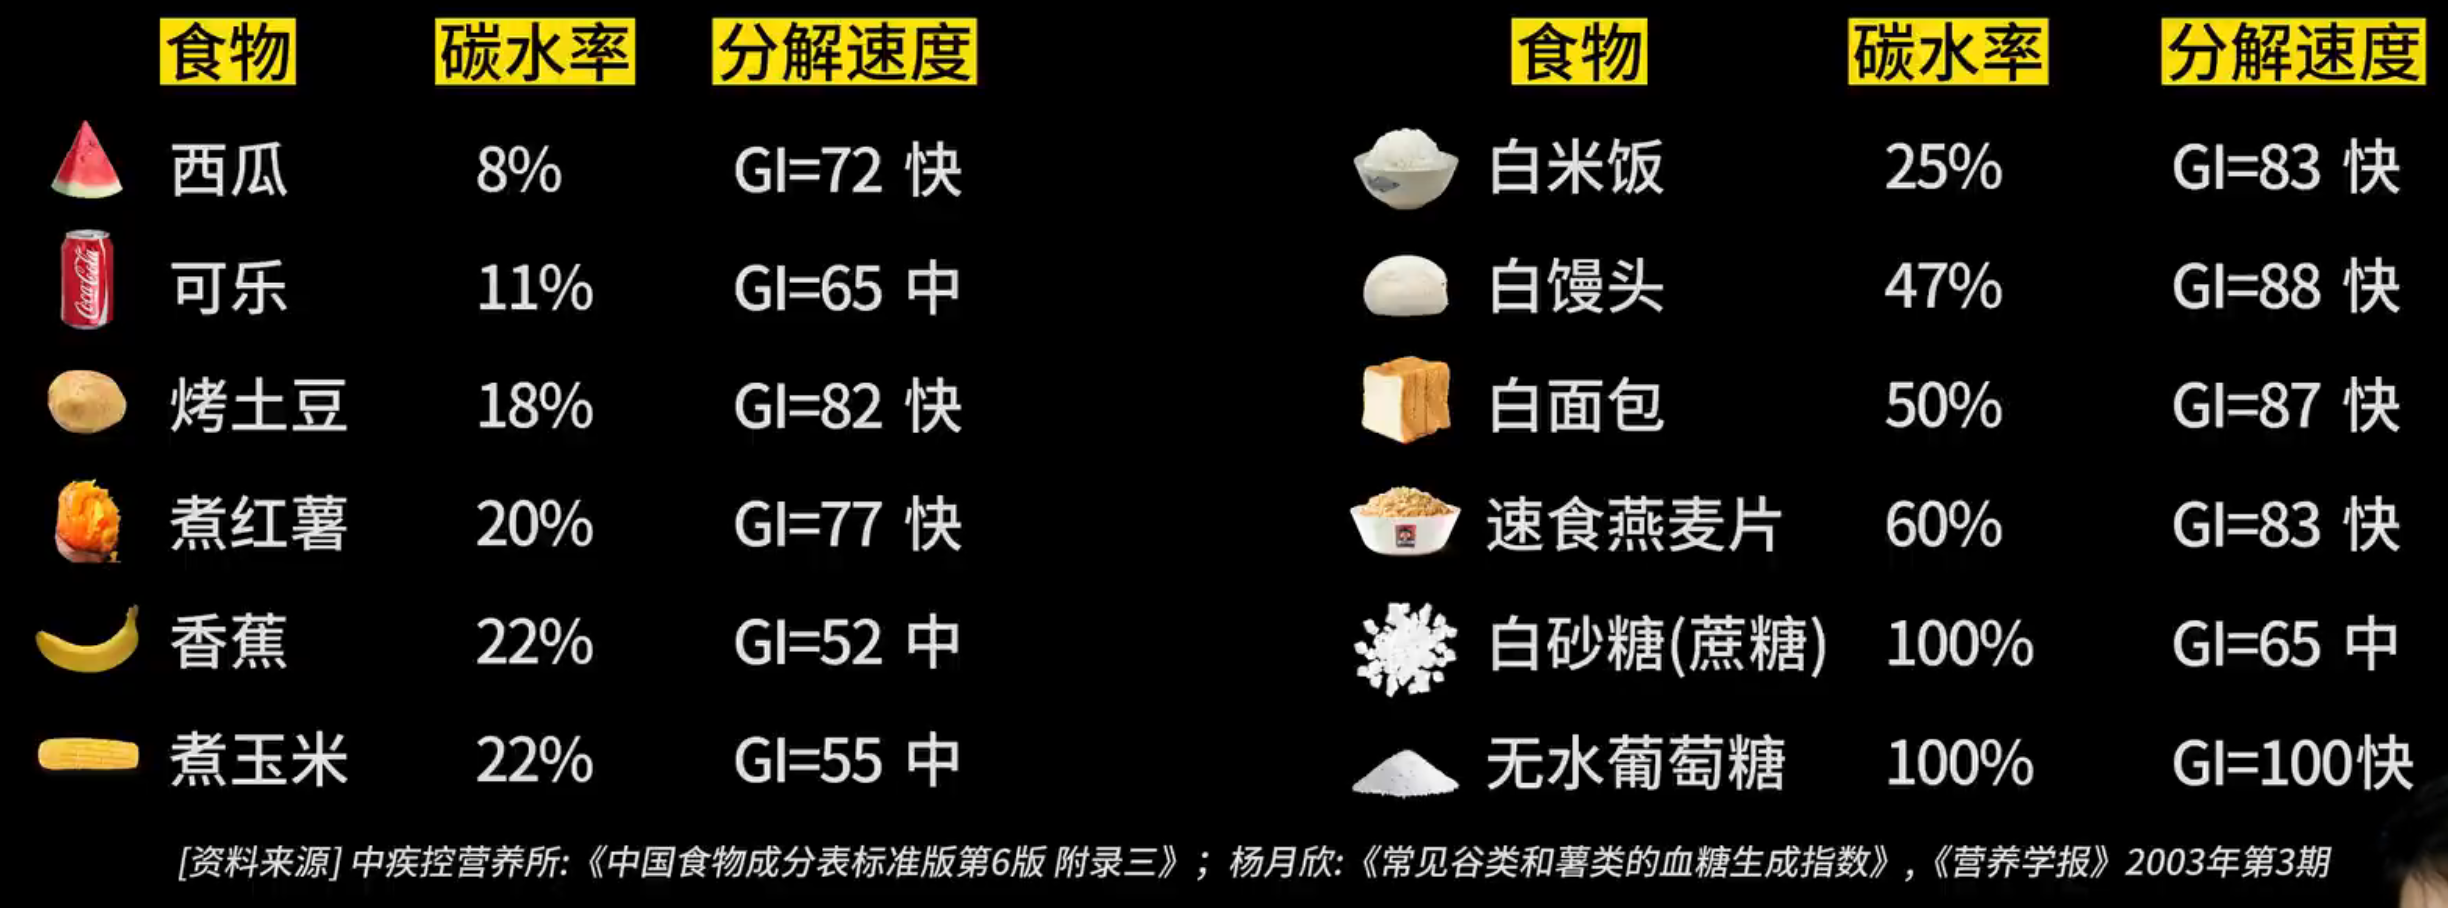 食物 碳水率 分解速度 食物 碳水率 分解速度
西瓜 8% GI=72 快 白米饭 25% GI=83 快
可乐 11% GI=65 中 白馒头 47% GI=88 快
烤土豆 18% GI=82 快 白面包 50% GI=87 快
煮红薯 20% GI=77 快 速食燕麦片 60% GI=83 快
香蕉 22% GI=52 中 白砂糖(蔗糖) 100% GI=65 中
煮玉米 22% GI=55 中 无水葡萄糖 100% GI=100快
[资料来源] 中疾控营养所:《中国食物成分表标准版第6版 附录三》；杨月欣:《常见谷类和薯类的血糖生成指数》,《营养学报》2003年第3期
Coca-Cola